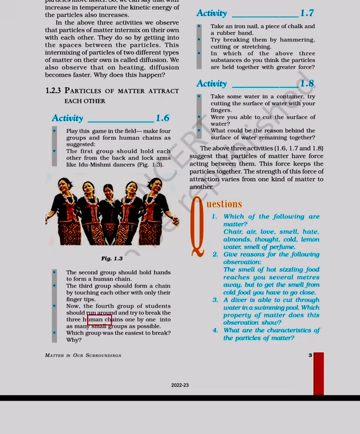 particles move faster. So, we can say that with
increase in temperature the kinetic energy of
the particles also increases.
In the above three activities we observe
that particles of matter intermix on their own
with each other. They do so by getting into
the spaces between the particles. This
intermixing of particles of two different types
of matter on their own is called diffusion. We
also observe that on heating, diffusion
becomes faster. Why does this happen?
1.2.3 PARTICLES OF MATTER ATTRACT
EACH OTHER
Activity 1.6
• Play this game in the field— make four
groups and form human chains as
suggested:
• The first group should hold each
other from the back and lock arms
like Idu-Mishmi dancers (Fig. 1.3).
Fig. 1.3
• The second group should hold hands
to form a human chain.
• The third group should form a chain
by touching each other with only their
finger tips.
• Now, the fourth group of students
should run around and try to break the
three human chains one by one into
as many small groups as possible.
• Which group was the easiest to break?
Why?
MATTER IN OUR SURROUNDINGS
Activity 1.7
• Take an iron nail, a piece of chalk and
a rubber band.
• Try breaking them by hammering,
cutting or stretching.
• In which of the above three
substances do you think the particles
are held together with greater force?
Activity 1.8
• Take some water in a container, try
cutting the surface of water with your
fingers.
• Were you able to cut the surface of
water?
• What could be the reason behind the
surface of water remaining together?
The above three activities (1.6, 1.7 and 1.8)
suggest that particles of matter have force
acting between them. This force keeps the
particles together. The strength of this force of
attraction varies from one kind of matter to
another.
Questions
1. Which of the following are
matter?
Chair, air, love, smell, hate,
almonds, thought, cold, lemon
water, smell of perfume.
2. Give reasons for the following
observation:
The smell of hot sizzling food
reaches you several metres
away, but to get the smell from
cold food you have to go close.
3. A diver is able to cut through
water in a swimming pool. Which
property of matter does this
observation show?
4. What are the characteristics of
the particles of matter?
3
2022-23